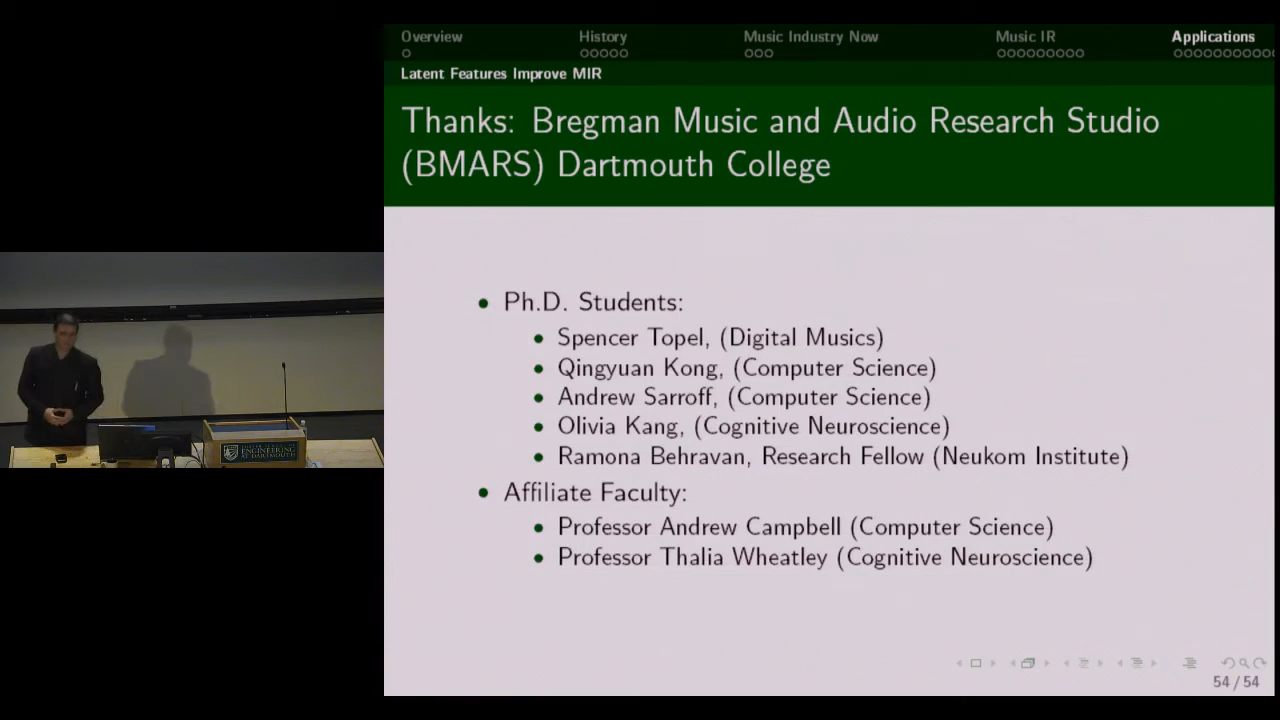 Overview History Music Industry Now Music IR Applications
Latent Features Improve MIR
Thanks: Bregman Music and Audio Research Studio
(BMARS) Dartmouth College
Ph.D. Students:
Spencer Topel, (Digital Musics)
Qingyuan Kong, (Computer Science)
Andrew Sarroff, (Computer Science)
Olivia Kang, (Cognitive Neuroscience)
Ramona Behravan, Research Fellow (Neukom Institute)
Affiliate Faculty:
Professor Andrew Campbell (Computer Science)
Professor Thalia Wheatley (Cognitive Neuroscience)
54 / 54
ENGINEERING
AT DARTMOUTH